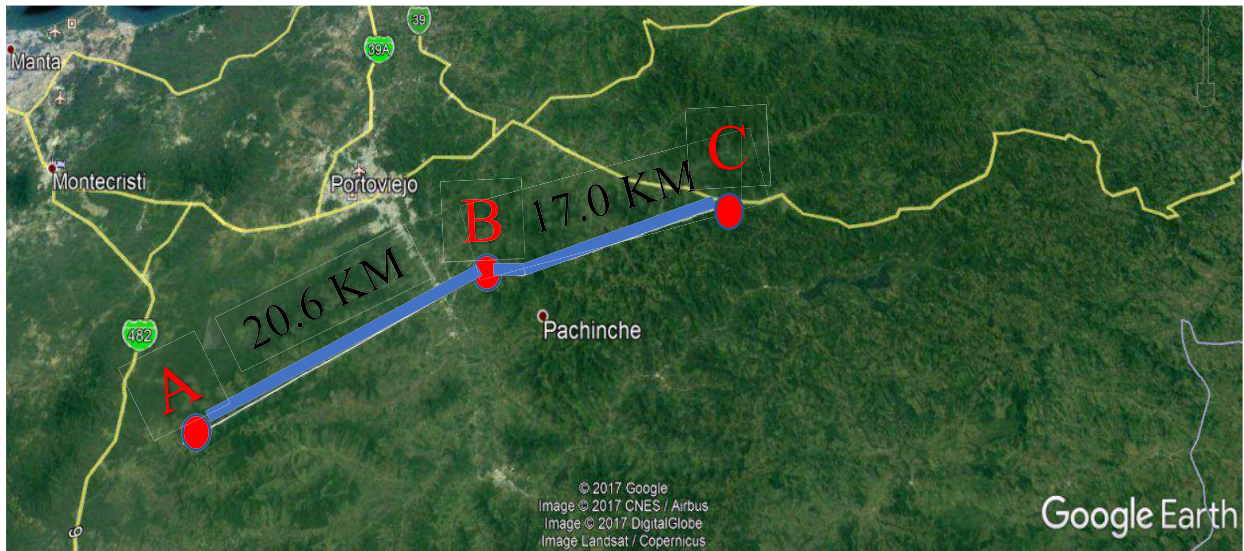 39
39A
Manta
Montecristi
Portoviejo
C
17.0 KM
B
20.6 KM
482
Pachinche
A
© 2017 Google
Image © 2017 CNES / Airbus
Image © 2017 DigitalGlobe
Image Landsat / Copernicus
Google Earth